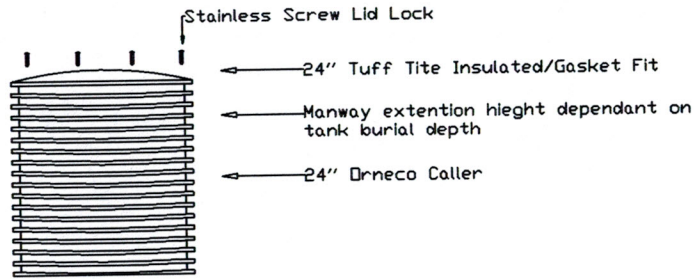 Stainless Screw Lid Lock
24" Tuff Tite Insulated/Gasket Fit
Manway extention hieght dependant on
tank burial depth
24" Orneco Caller